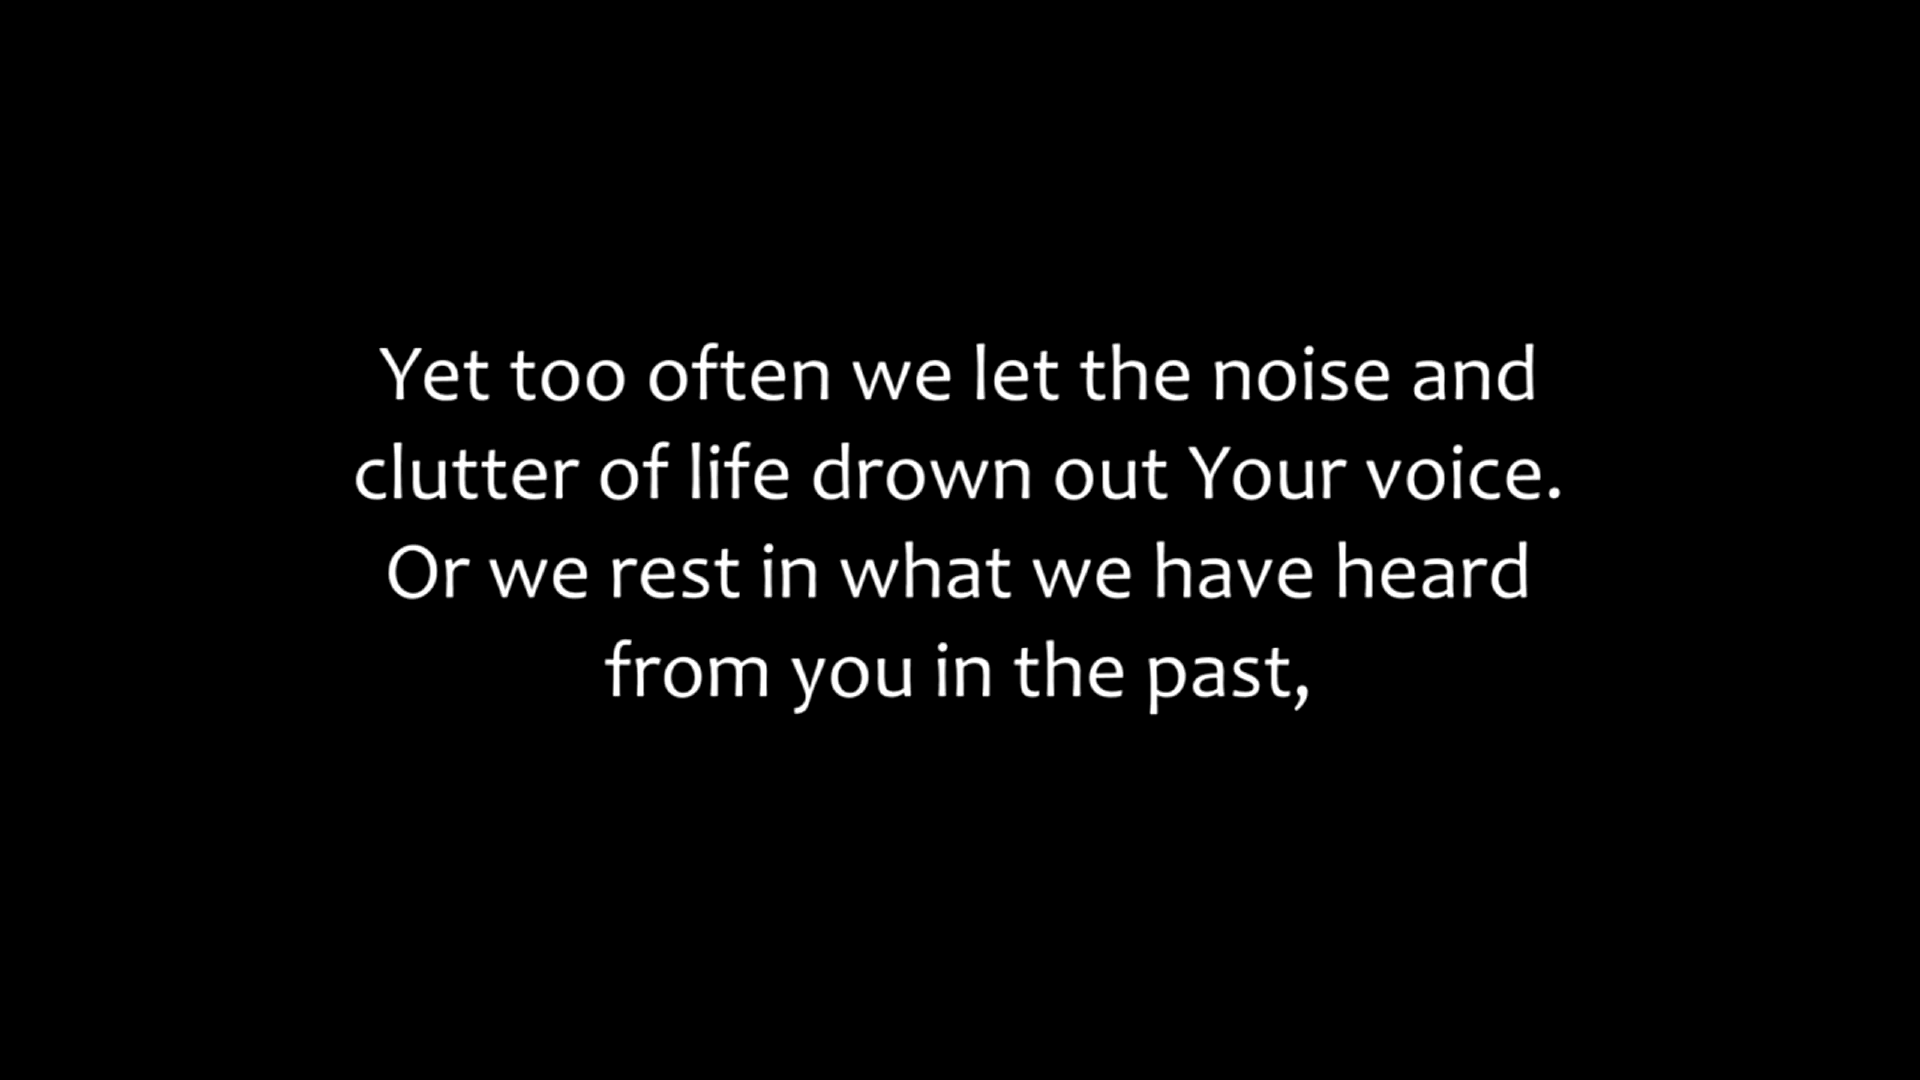 Yet too often we let the noise and
clutter of life drown out Your voice.
Or we rest in what we have heard
from you in the past,